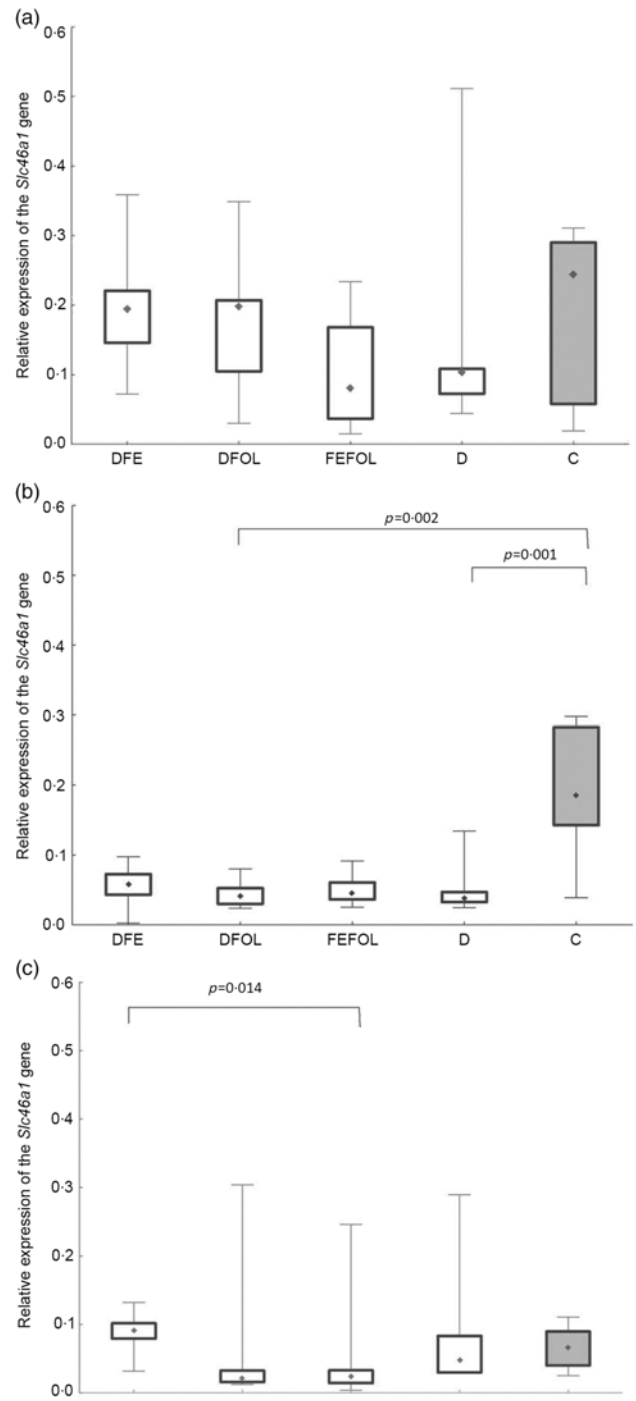 (a)
0·6
0·5
0·4
0·3
0·2
0·1
0·0
Relative expression of the Slc46a1 gene
DFE DFOL FEFOL D C
(b)
0·6
0·5
0·4
0·3
0·2
0·1
0·0
Relative expression of the Slc46a1 gene
p=0·002
p=0·001
DFE DFOL FEFOL D C
(c)
0·6
0·5
0·4
0·3
0·2
0·1
0·0
Relative expression of the Slc46a1 gene
p=0·014